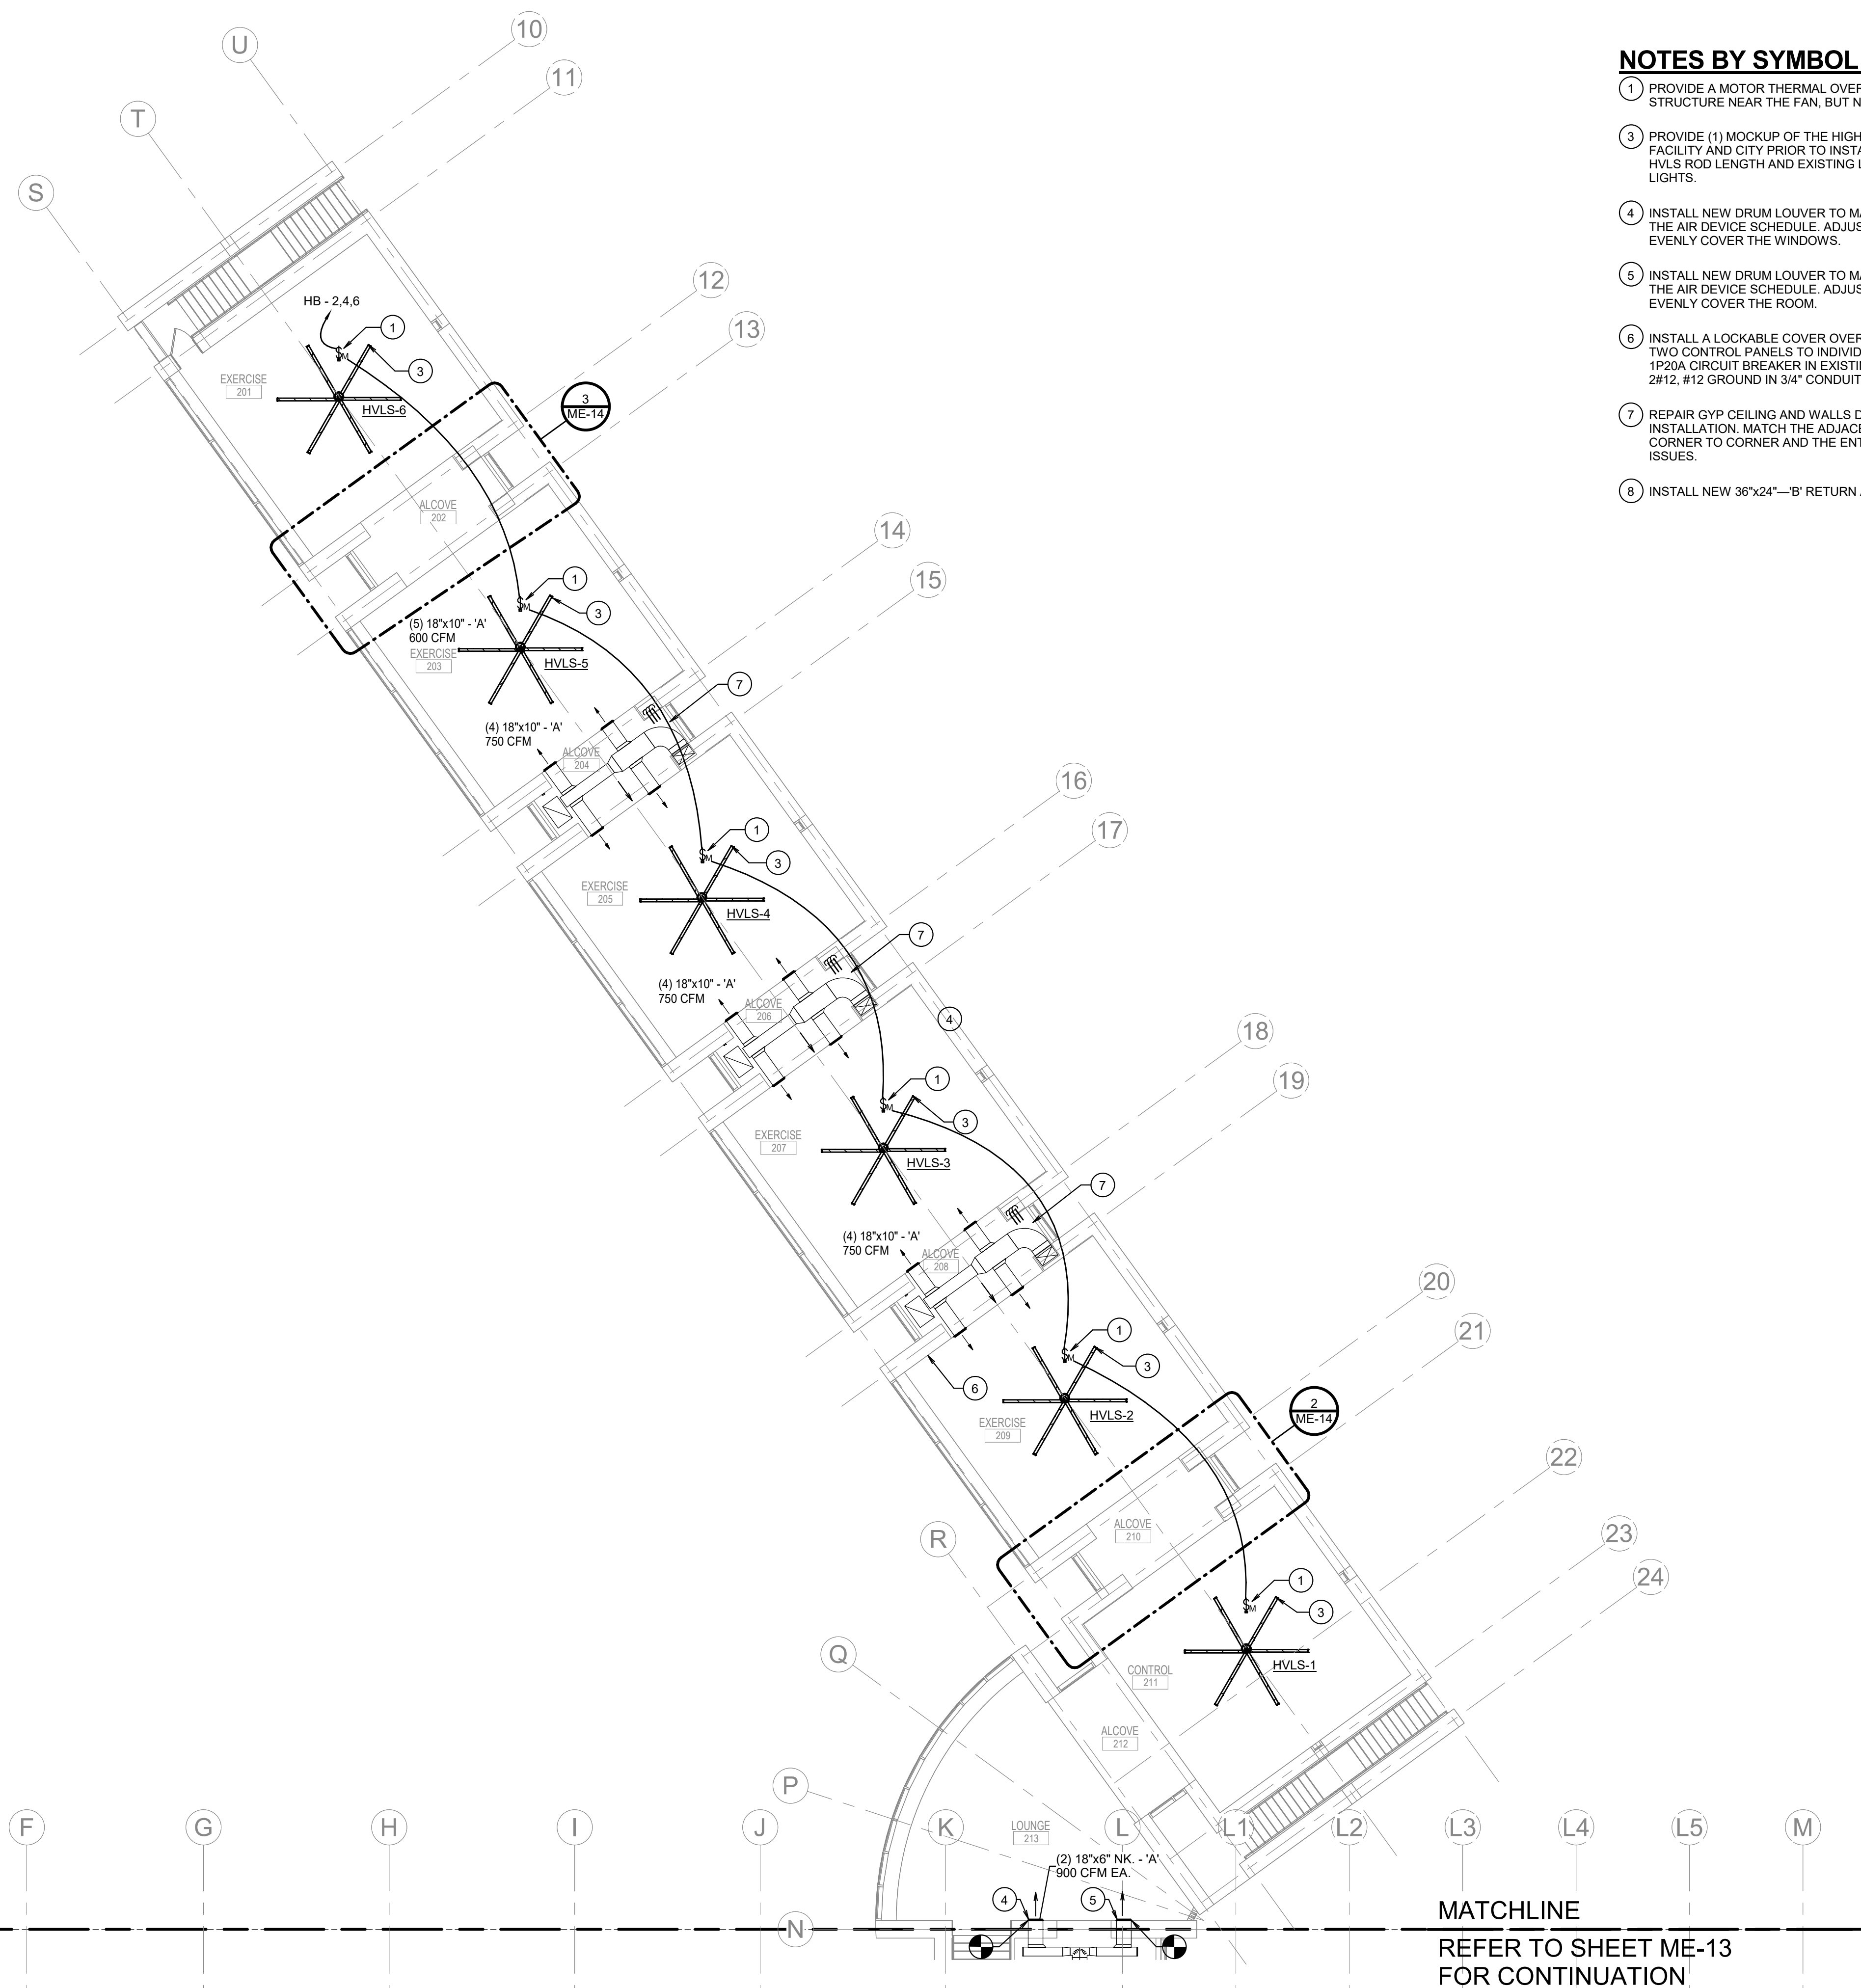 NOTES BY SYMBOL
1 PROVIDE A MOTOR THERMAL OVER
STRUCTURE NEAR THE FAN, BUT N
3 PROVIDE (1) MOCKUP OF THE HIGH
FACILITY AND CITY PRIOR TO INSTA
HVLS ROD LENGTH AND EXISTING L
LIGHTS.
4 INSTALL NEW DRUM LOUVER TO MA
THE AIR DEVICE SCHEDULE. ADJUS
EVENLY COVER THE WINDOWS.
5 INSTALL NEW DRUM LOUVER TO MA
THE AIR DEVICE SCHEDULE. ADJUS
EVENLY COVER THE ROOM.
6 INSTALL A LOCKABLE COVER OVER
TWO CONTROL PANELS TO INDIVID
1P20A CIRCUIT BREAKER IN EXISTI
2#12, #12 GROUND IN 3/4" CONDUIT
7 REPAIR GYP CEILING AND WALLS D
INSTALLATION. MATCH THE ADJACE
CORNER TO CORNER AND THE ENT
ISSUES.
8 INSTALL NEW 36"x24"—'B' RETURN
10
U
11
T
S
12
HB - 2,4,6
$M
1
13
3
EXERCISE
201
HVLS-6
3
ME-14
ALCOVE
202
14
15
$M
1
3
(5) 18"x10" - 'A'
600 CFM
EXERCISE
203
HVLS-5
7
(4) 18"x10" - 'A'
750 CFM
ALCOVE
204
16
17
$M
1
3
EXERCISE
205
HVLS-4
7
(4) 18"x10" - 'A'
750 CFM
ALCOVE
206
4
18
19
$M
1
3
EXERCISE
207
HVLS-3
7
(4) 18"x10" - 'A'
750 CFM
ALCOVE
208
20
21
$M
1
3
6
EXERCISE
209
HVLS-2
2
ME-14
22
R
ALCOVE
210
23
24
$M
1
3
Q
CONTROL
211
HVLS-1
ALCOVE
212
P
F
G
H
I
J
K
LOUNGE
213
L
L1
L2
L3
L4
L5
M
(2) 18"x6" NK. - 'A'
900 CFM EA.
4
5
N
MATCHLINE
REFER TO SHEET ME-13
FOR CONTINUATION